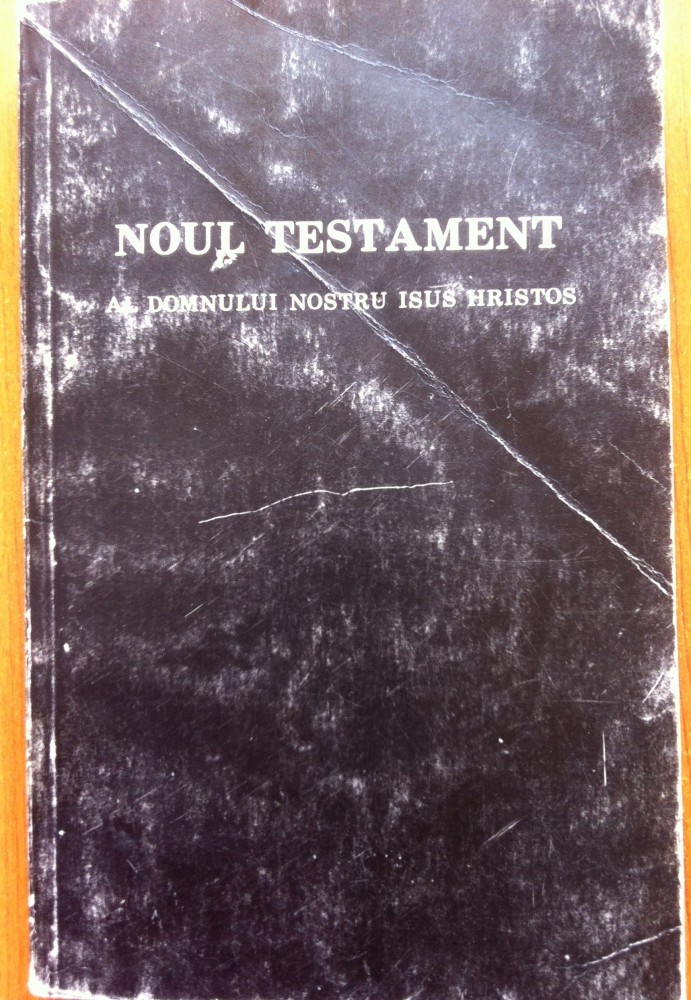 NOUL TESTAMENT
AL DOMNULUI NOSTRU ISUS HRISTOS